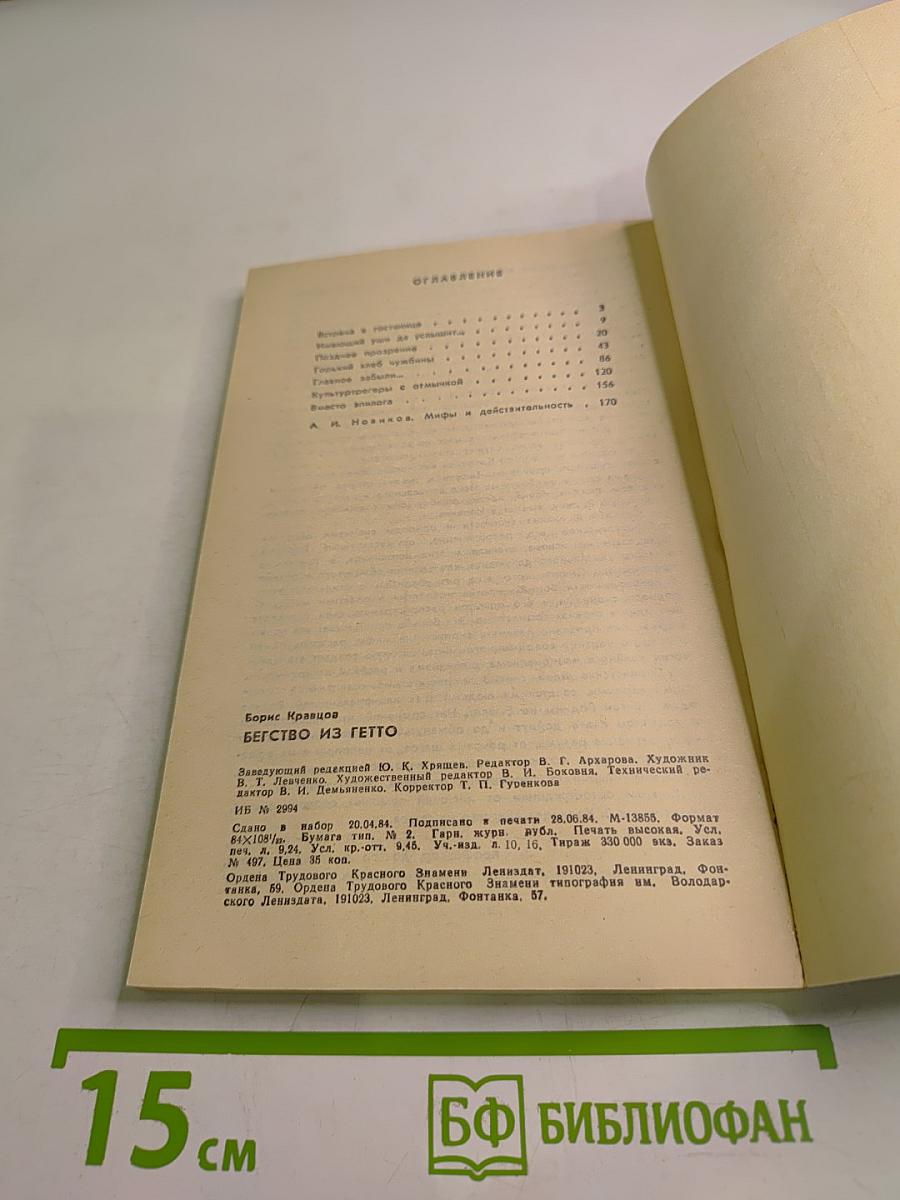 ОГЛАВЛЕНИЕ
Встреча в гостинице . . . . . . . . . . 3
Имеющий уши да услышит... . . . . . . . . 9
Позднее прозрение . . . . . . . . . . 20
Горький хлеб чужбины . . . . . . . . . 43
Главное забыли... . . . . . . . . . . 86
Культуртрегеры с отмычкой . . . . . . . . 120
Вместо эпилога . . . . . . . . . . . 156
А. И. Новиков. Мифы и действительность . 170
Борис Кравцов
БЕГСТВО ИЗ ГЕТТО
Заведующий редакцией Ю. К. Хрящев. Редактор В. Г. Архарова. Художник
В. Т. Левченко. Художественный редактор В. И. Боковня. Технический ре-
дактор В. И. Демьяненко. Корректор Т. П. Гуренкова
ИБ № 2994
Сдано в набор 20.04.84. Подписано к печати 28.06.84. М-13855. Формат
84×108¹/₃₂. Бумага тип. № 2. Гарн. журн. рубл. Печать высокая. Усл.
печ. л. 9,24. Усл. кр.-отт. 9,45. Уч.-изд. л. 10,16. Тираж 330 000 экз. Заказ
№ 497. Цена 35 коп.
Ордена Трудового Красного Знамени Лениздат, 191023, Ленинград, Фон-
танка, 59. Ордена Трудового Красного Знамени типография им. Володар-
ского Лениздата, 191023, Ленинград, Фонтанка, 57.
15 см
БФ БИБЛИОФАН